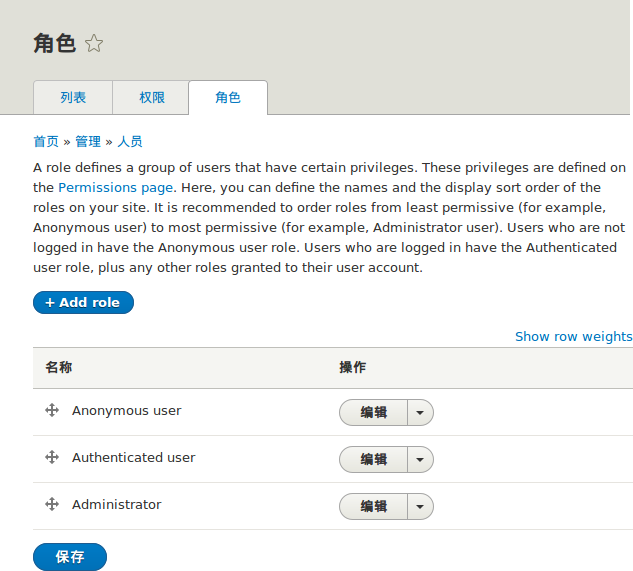 角色
列表 权限 角色
首页 » 管理 » 人员
A role defines a group of users that have certain privileges. These privileges are defined on
the Permissions page. Here, you can define the names and the display sort order of the
roles on your site. It is recommended to order roles from least permissive (for example,
Anonymous user) to most permissive (for example, Administrator user). Users who are not
logged in have the Anonymous user role. Users who are logged in have the Authenticated
user role, plus any other roles granted to their user account.
+ Add role
Show row weights
名称 操作
Anonymous user 编辑
Authenticated user 编辑
Administrator 编辑
保存